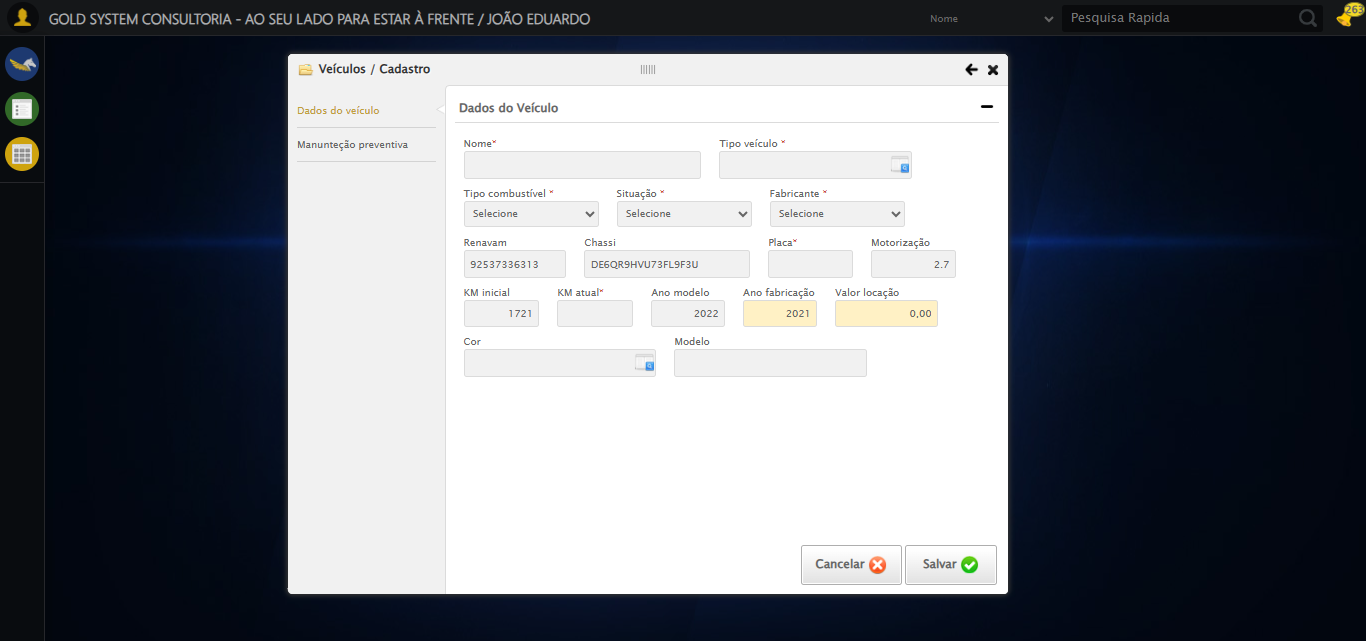 GOLD SYSTEM CONSULTORIA - AO SEU LADO PARA ESTAR À FRENTE / JOÃO EDUARDO
Nome
Pesquisa Rapida
263
Veículos / Cadastro
Dados do veículo
Manunteção preventiva
Dados do Veículo
Nome* Tipo veículo *
Tipo combustível * Situação * Fabricante *
Selecione Selecione Selecione
Renavam Chassi Placa* Motorização
92537336313 DE6QR9HVU73FL9F3U 2.7
KM inicial KM atual* Ano modelo Ano fabricação Valor locação
1721 2022 2021 0,00
Cor Modelo
Cancelar Salvar